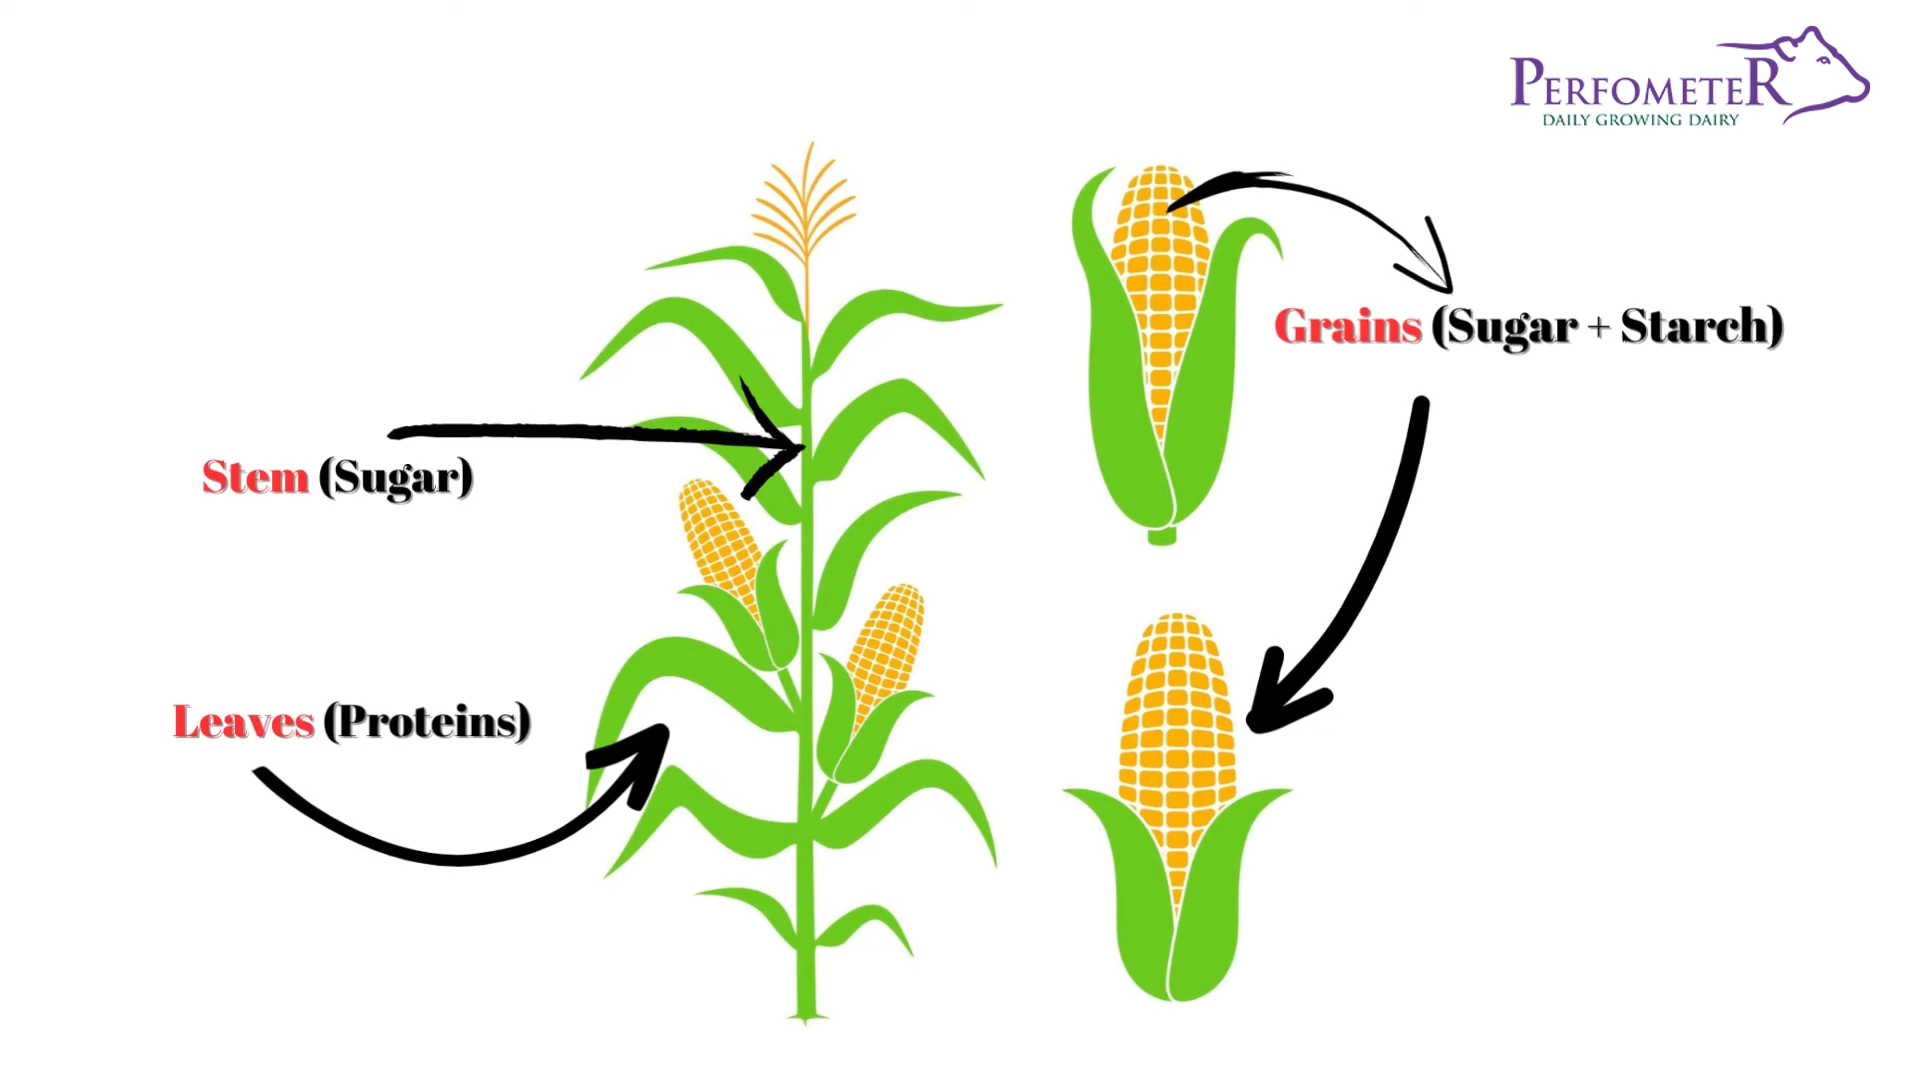 PERFOMETER
DAILY GROWING DAIRY
Grains (Sugar + Starch)
Stem (Sugar)
Leaves (Proteins)